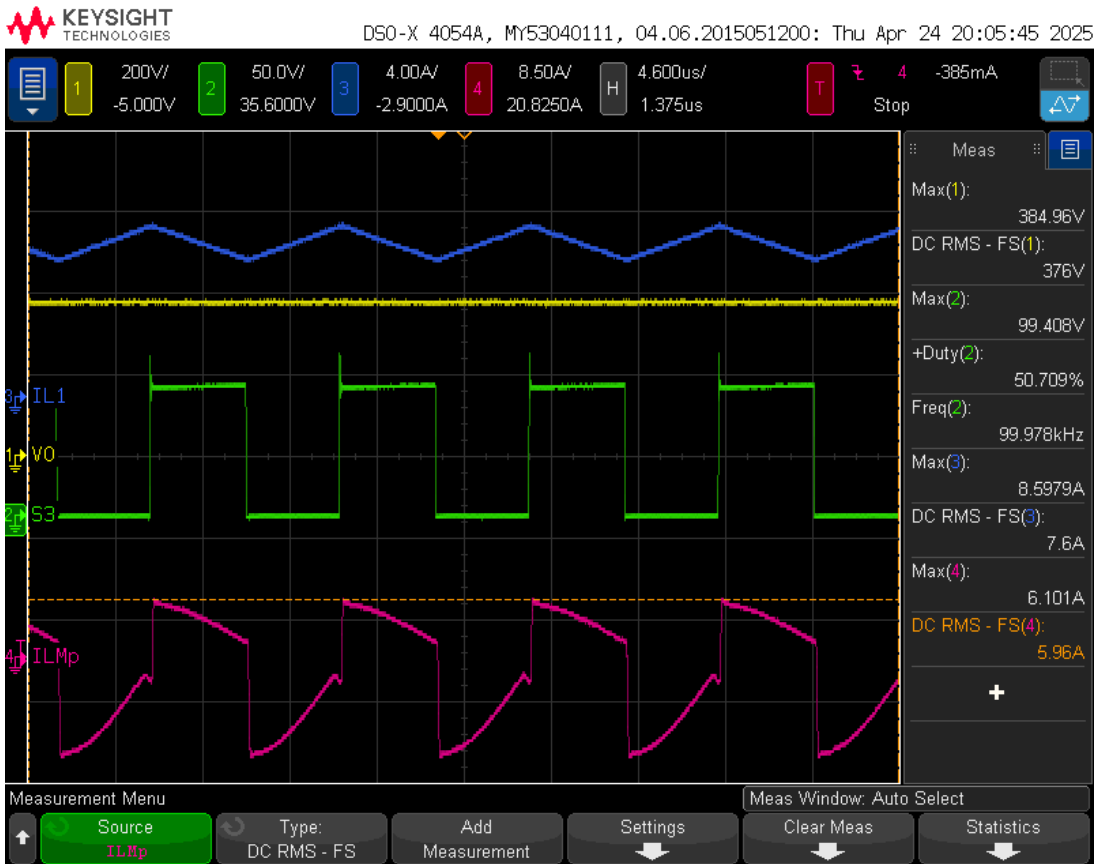 KEYSIGHT
TECHNOLOGIES
DSO-X 4054A, MY53040111, 04.06.2015051200: Thu Apr 24 20:05:45 2025
1 200V/ 2 50.0V/ 3 4.00A/ 4 8.50A/ H 4.600us/ T 4 -385mA
-5.000V 35.6000V -2.9000A 20.8250A 1.375us Stop
Meas
Max(1):
384.96V
DC RMS - FS(1):
376V
Max(2):
99.408V
+Duty(2):
50.709%
Freq(2):
99.978kHz
Max(3):
8.5979A
DC RMS - FS(3):
7.6A
Max(4):
6.101A
DC RMS - FS(4):
5.96A
+
3 IL1
1 VO
2 S3
T
4 ILMp
Measurement Menu
Meas Window: Auto Select
Source
ILMp
Type:
DC RMS - FS
Add
Measurement
Settings
Clear Meas
Statistics